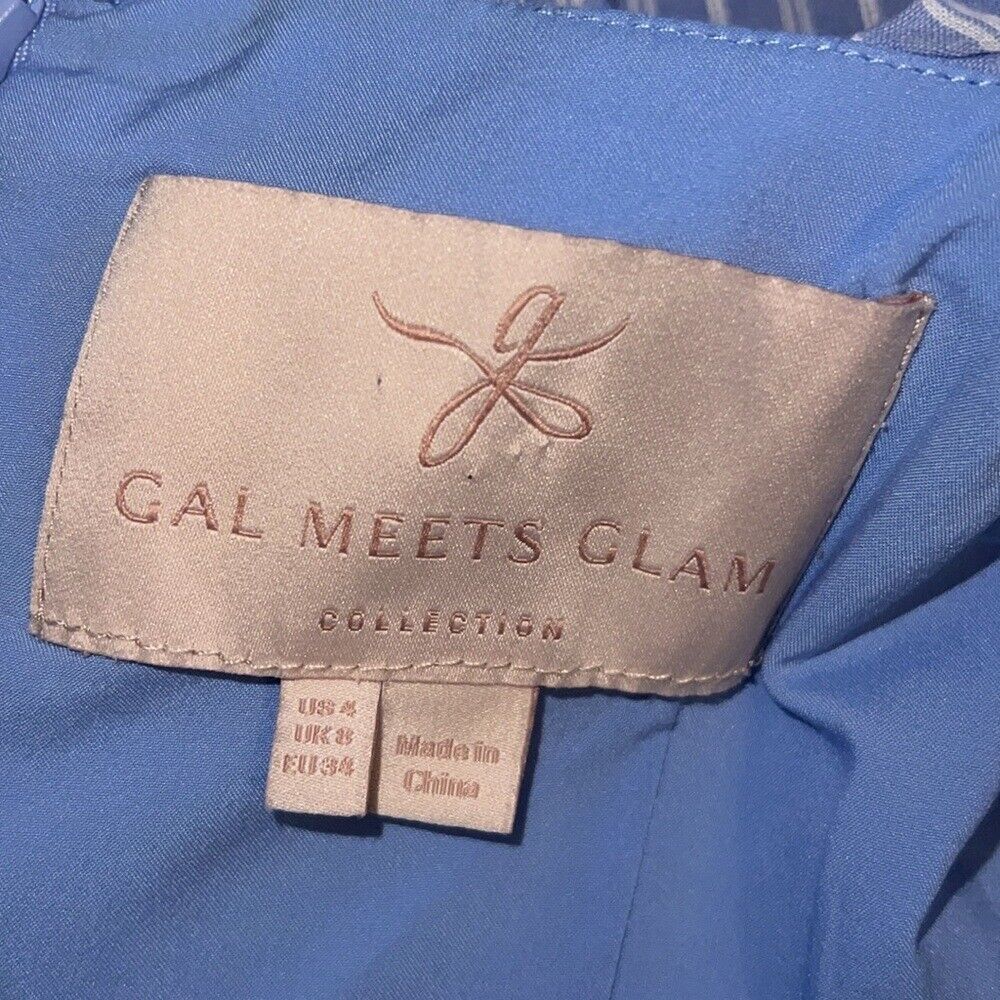 g
GAL MEETS GLAM
COLLECTION
US 4
UK 8
EU 34
Made in
China